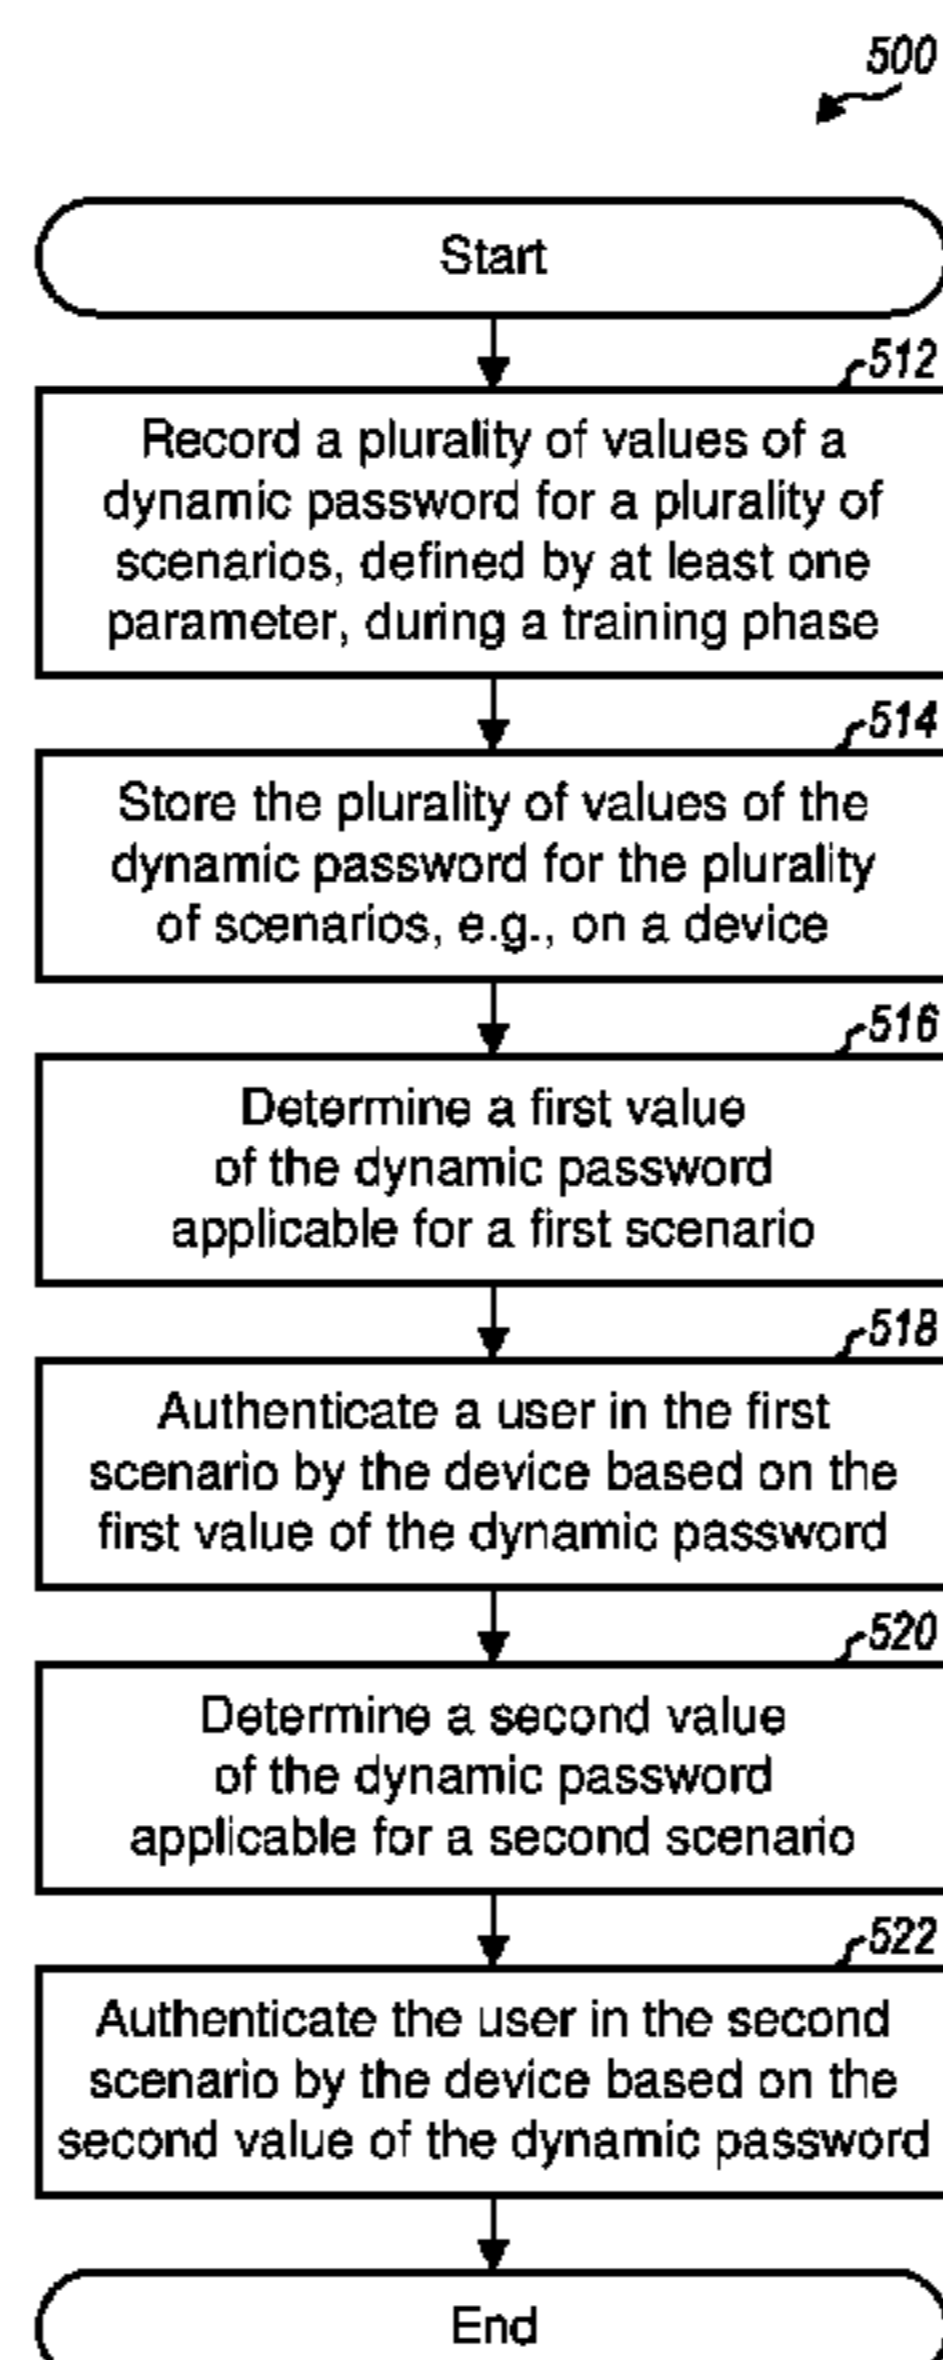 500
Start
512
Record a plurality of values of a
dynamic password for a plurality of
scenarios, defined by at least one
parameter, during a training phase
514
Store the plurality of values of the
dynamic password for the plurality
of scenarios, e.g., on a device
516
Determine a first value
of the dynamic password
applicable for a first scenario
518
Authenticate a user in the first
scenario by the device based on the
first value of the dynamic password
520
Determine a second value
of the dynamic password
applicable for a second scenario
522
Authenticate the user in the second
scenario by the device based on the
second value of the dynamic password
End